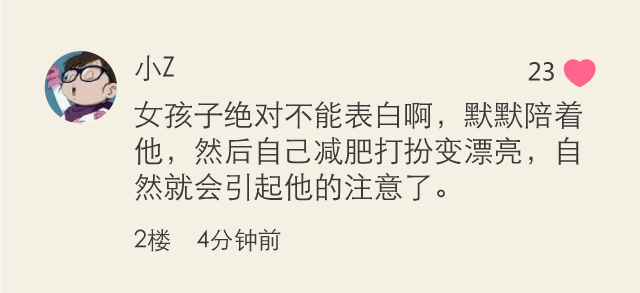 小Z
23
女孩子绝对不能表白啊，默默陪着
他，然后自己减肥打扮变漂亮，自
然就会引起他的注意了。
2楼 4分钟前